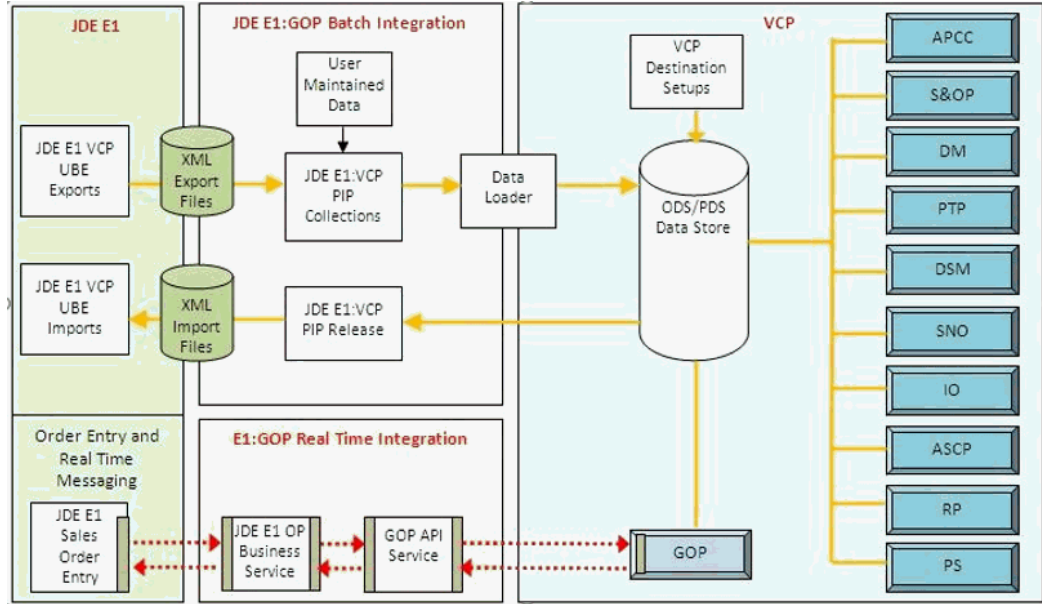 JDE E1
JDE E1:GOP Batch Integration
VCP
User
Maintained
Data
VCP
Destination
Setups
JDE E1 VCP
UBE
Exports
XML
Export
Files
JDE E1:VCP
PIP
Collections
Data
Loader
ODS/PDS
Data Store
JDE E1 VCP
UBE
Imports
XML
Import
Files
JDE E1:VCP
PIP Release
APCC
S&OP
DM
PTP
DSM
SNO
IO
ASCP
RP
PS
Order Entry and
Real Time
Messaging
E1:GOP Real Time Integration
JDE E1
Sales
Order
Entry
JDE E1 OP
Business
Service
GOP API
Service
GOP